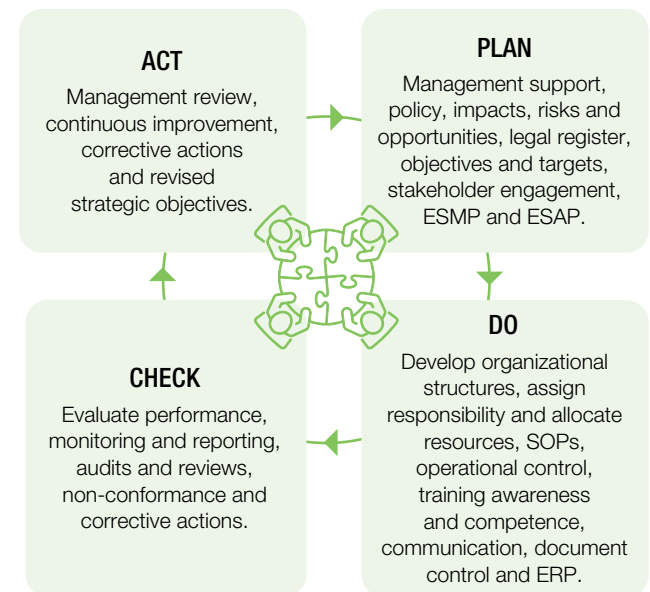 ACT
Management review,
continuous improvement,
corrective actions
and revised
strategic objectives.
PLAN
Management support,
policy, impacts, risks and
opportunities, legal register,
objectives and targets,
stakeholder engagement,
ESMP and ESAP.
DO
Develop organizational
structures, assign
responsibility and allocate
resources, SOPs,
operational control,
training awareness
and competence,
communication, document
control and ERP.
CHECK
Evaluate performance,
monitoring and reporting,
audits and reviews,
non-conformance and
corrective actions.